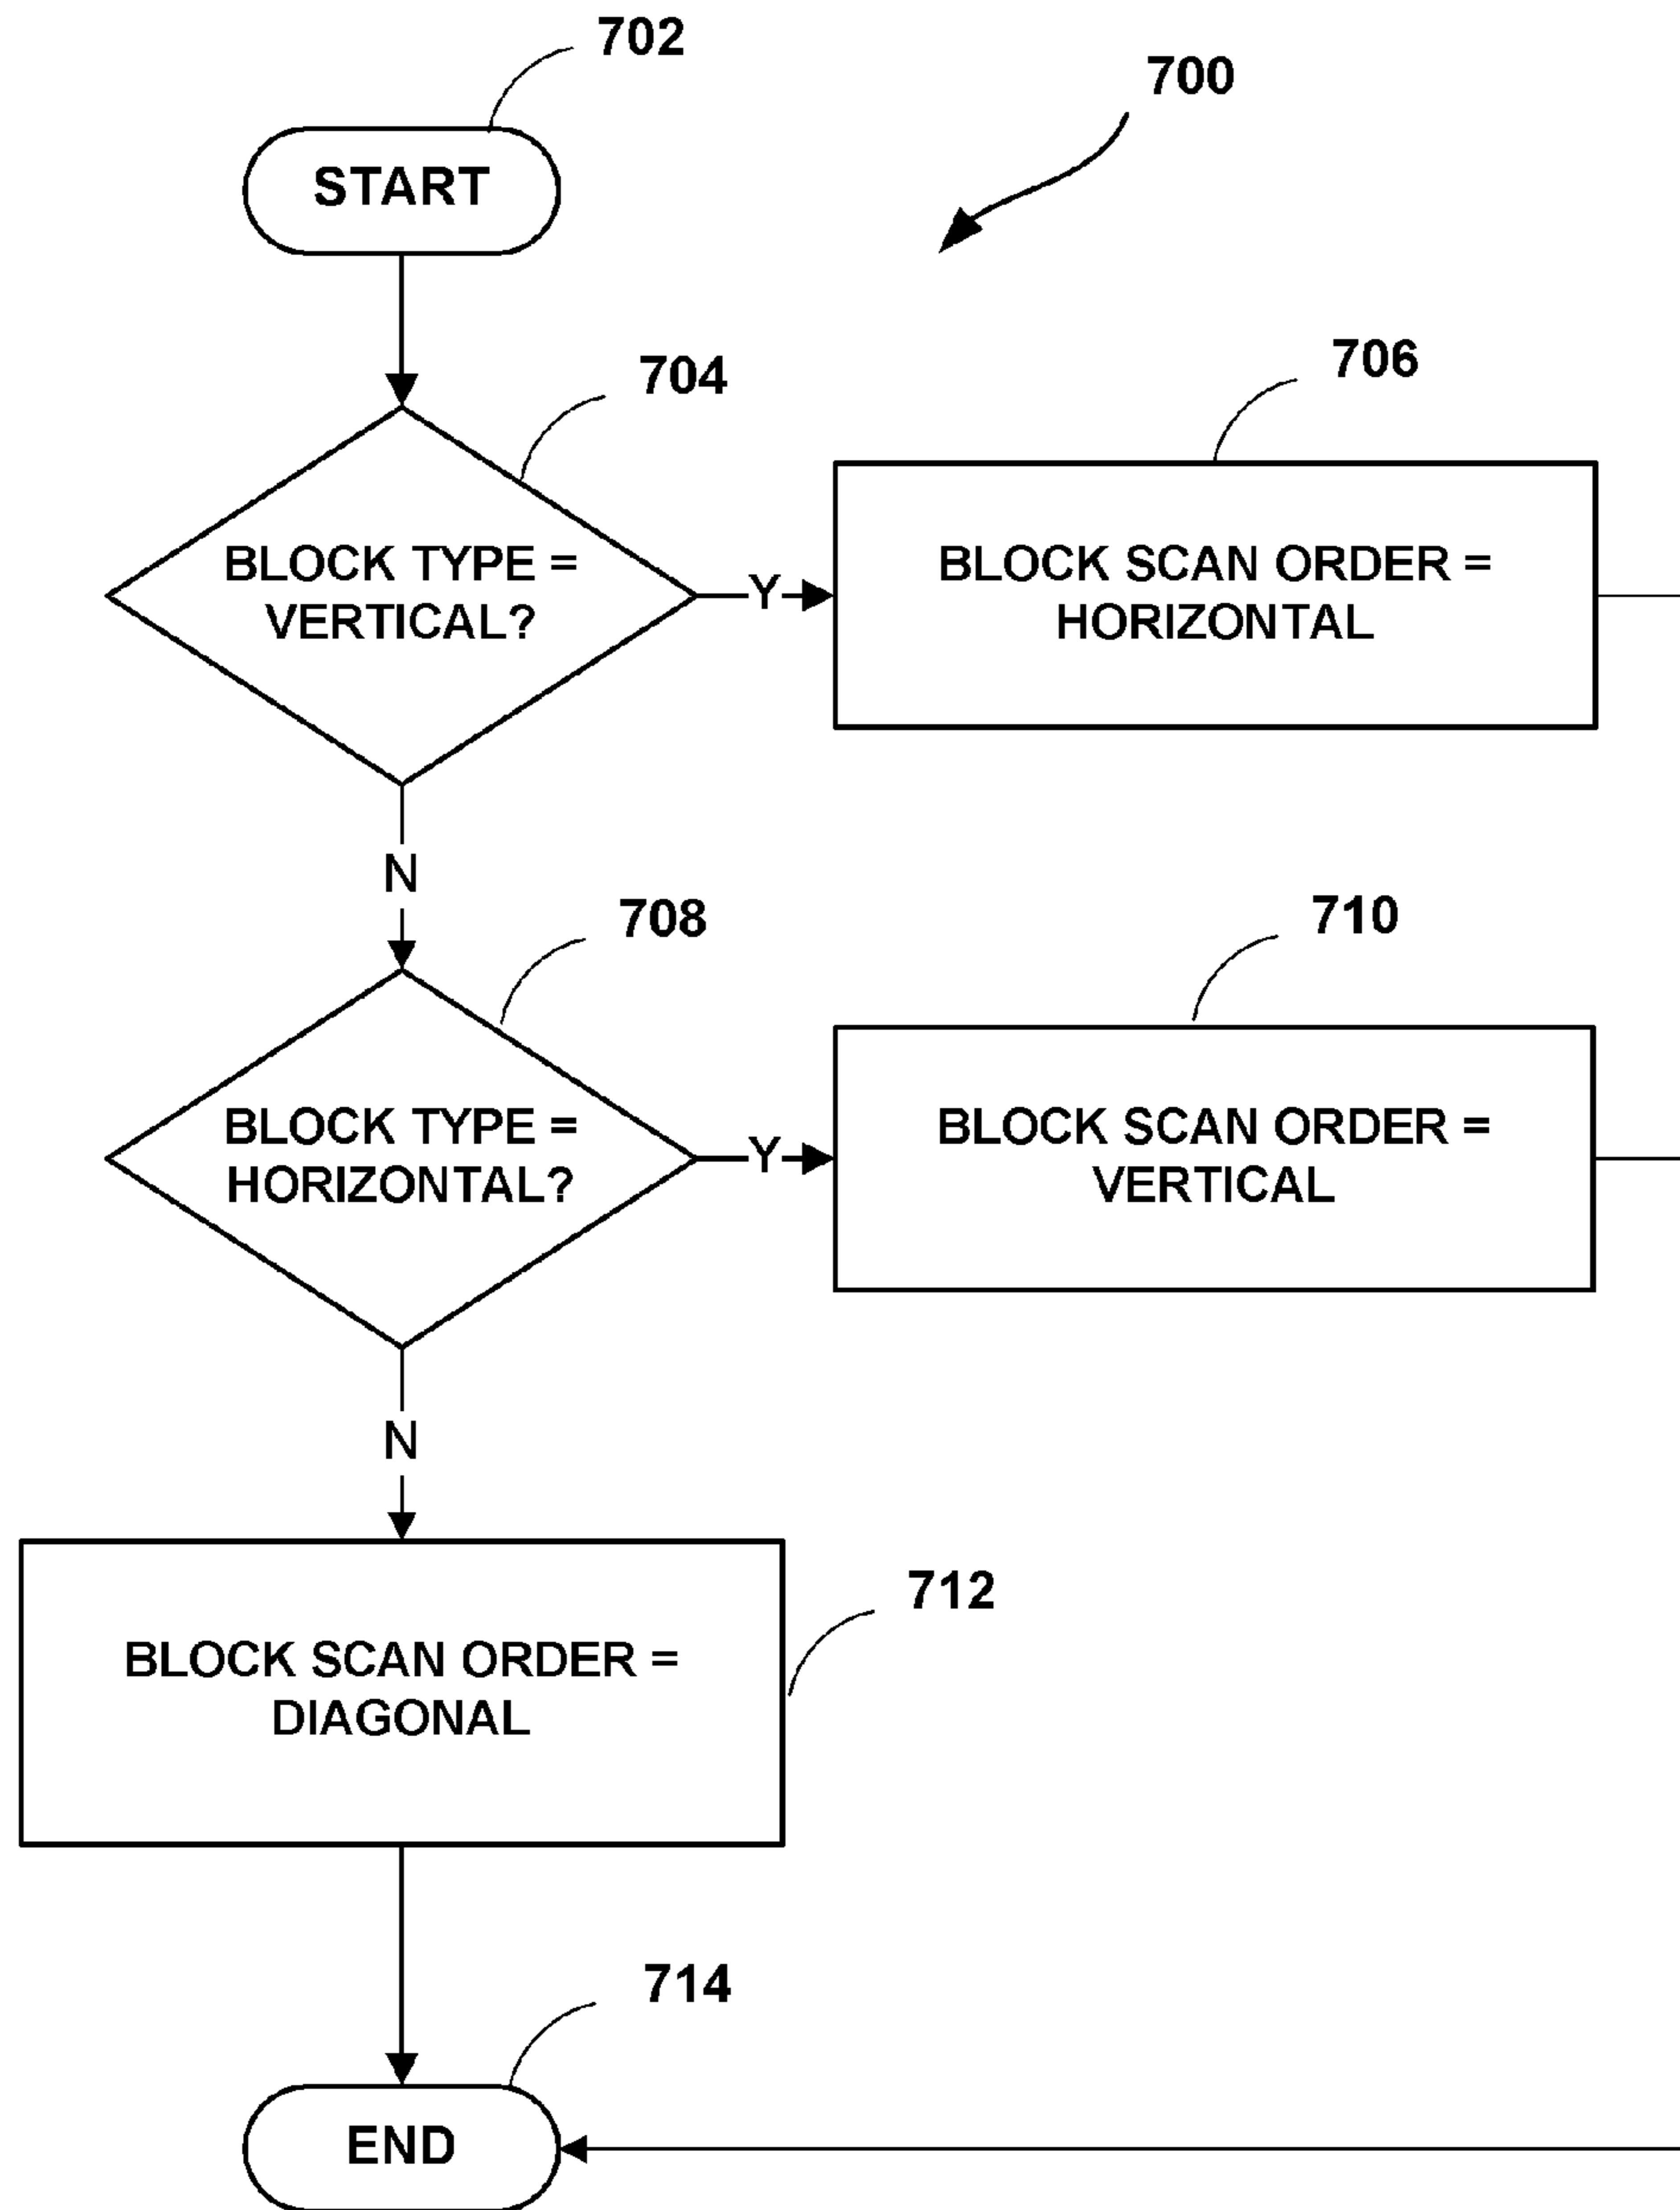 702
700
START
704
706
BLOCK TYPE =
VERTICAL?
Y
BLOCK SCAN ORDER =
HORIZONTAL
N
708
710
BLOCK TYPE =
HORIZONTAL?
Y
BLOCK SCAN ORDER =
VERTICAL
N
712
BLOCK SCAN ORDER =
DIAGONAL
714
END